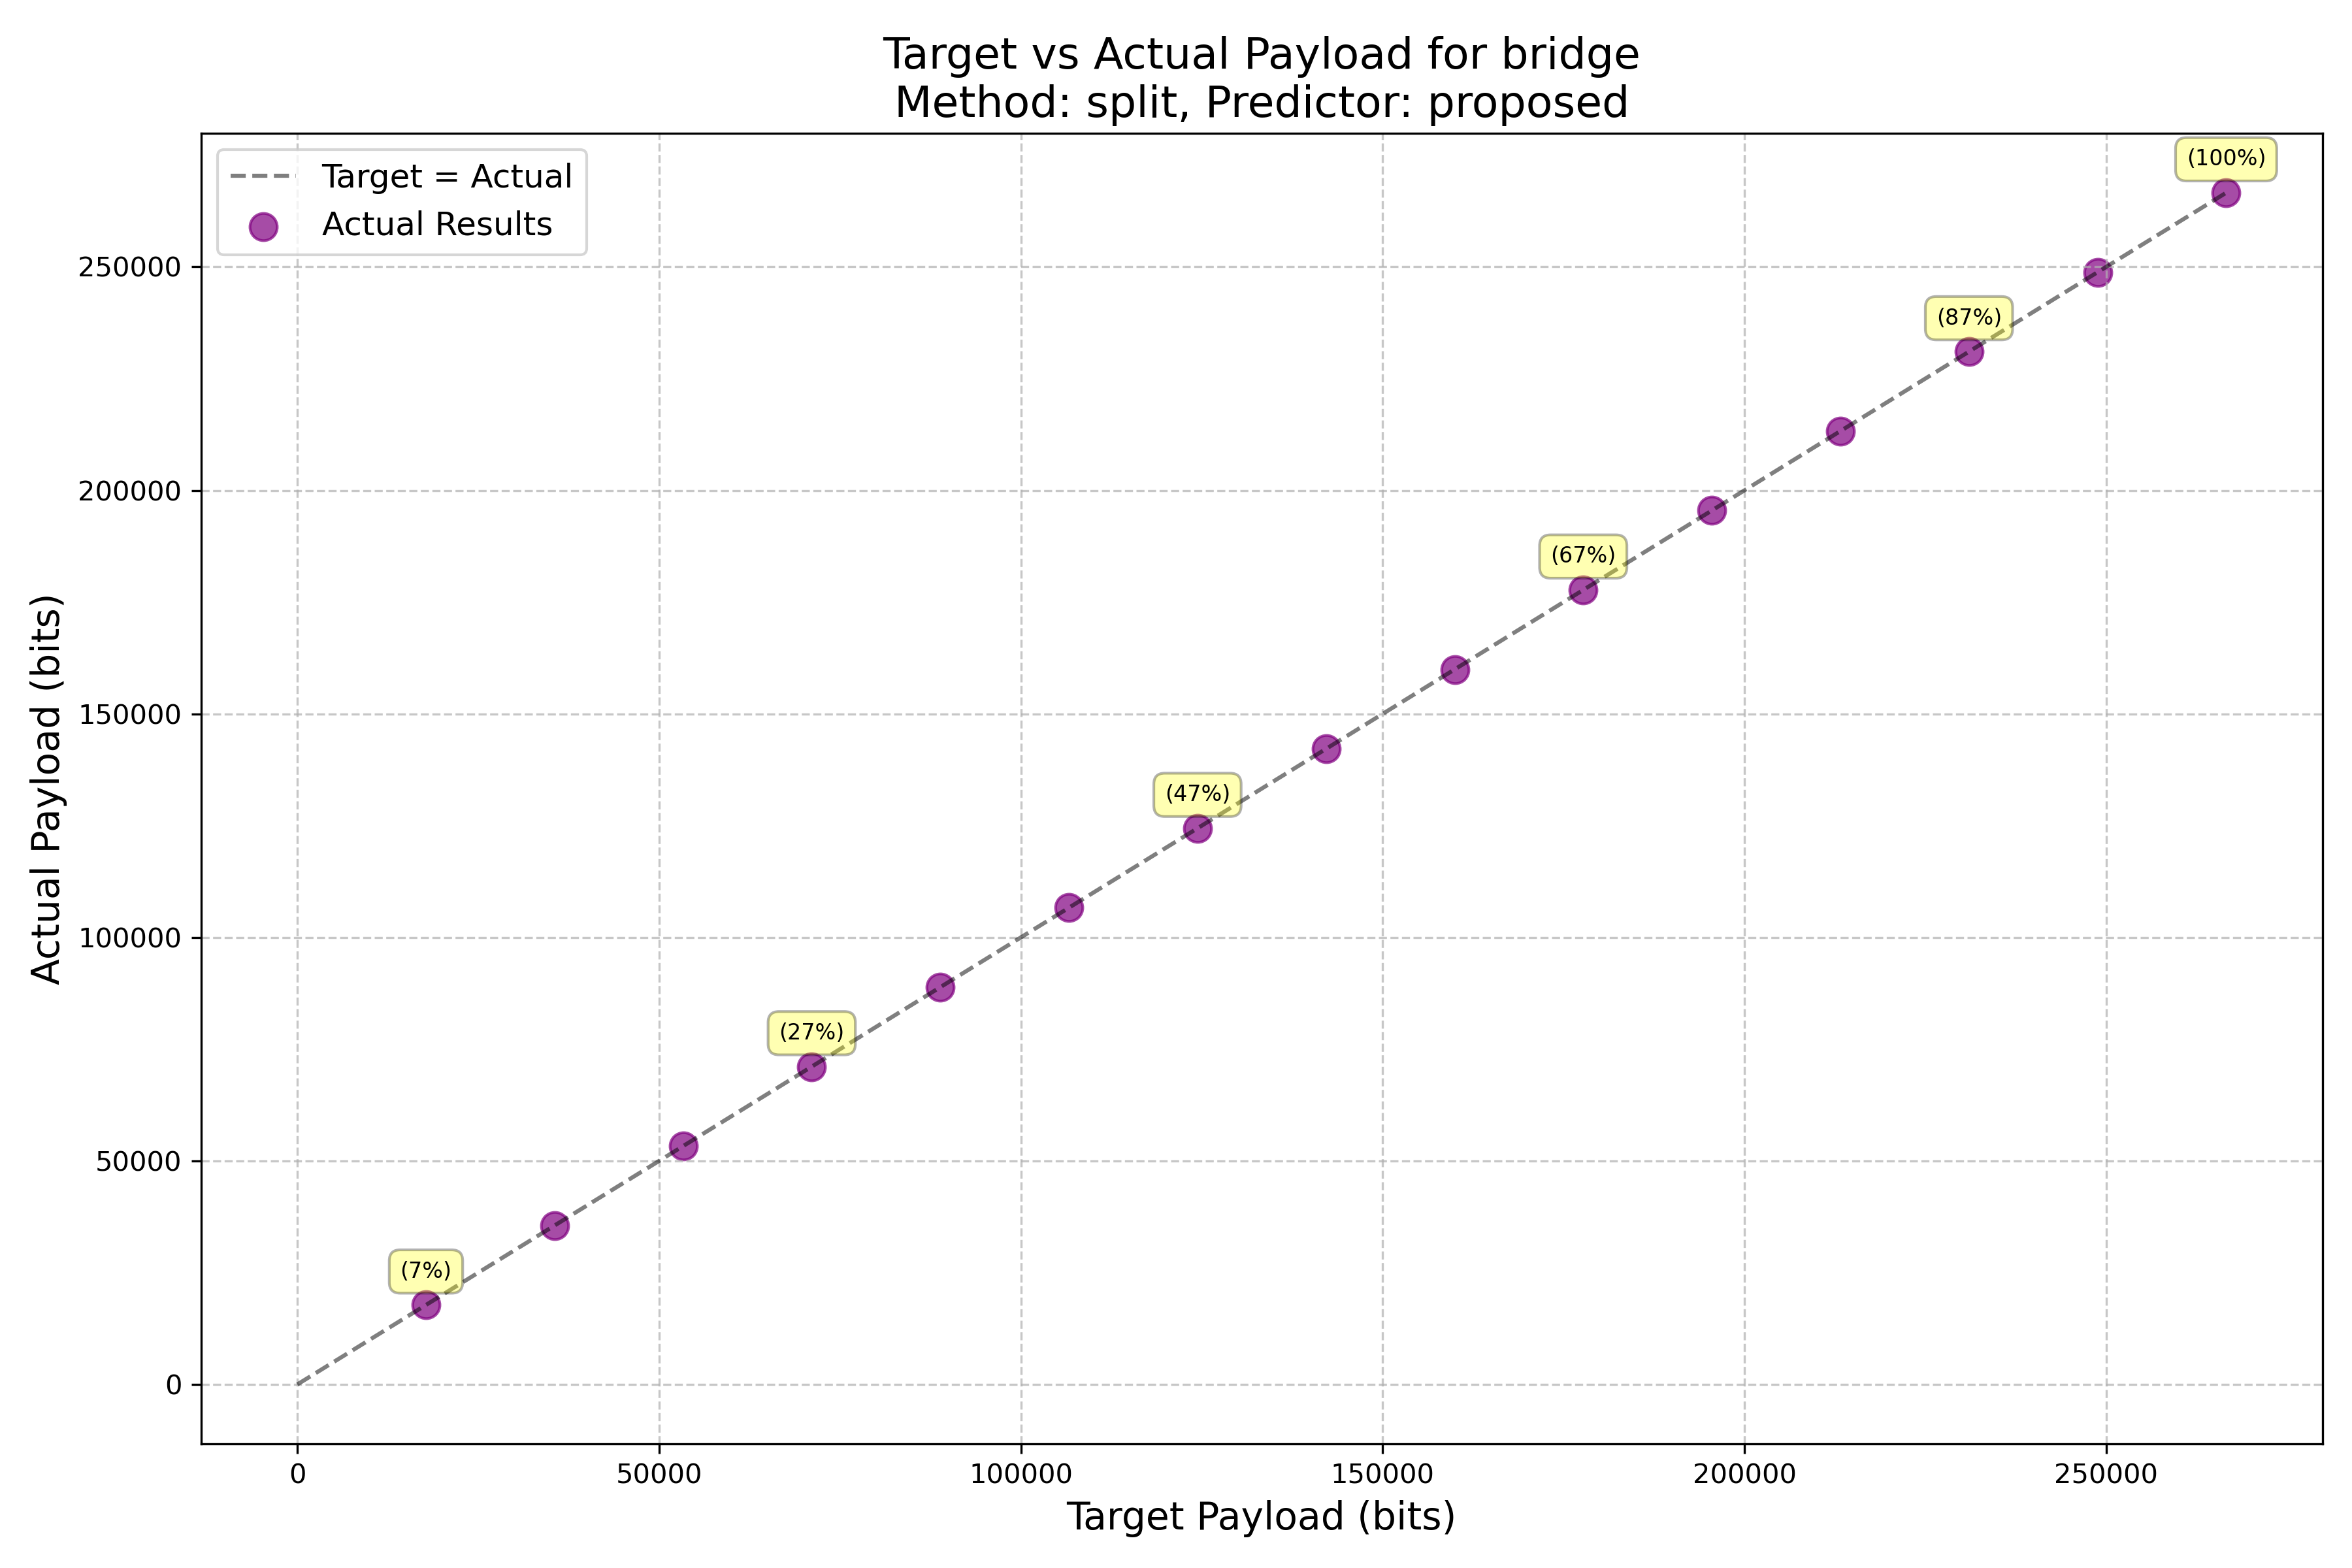 Target vs Actual Payload for bridge
Method: split, Predictor: proposed
Target = Actual
Actual Results
(100%)
(87%)
(67%)
(47%)
(27%)
(7%)
250000
200000
150000
100000
50000
0
Actual Payload (bits)
0 50000 100000 150000 200000 250000
Target Payload (bits)